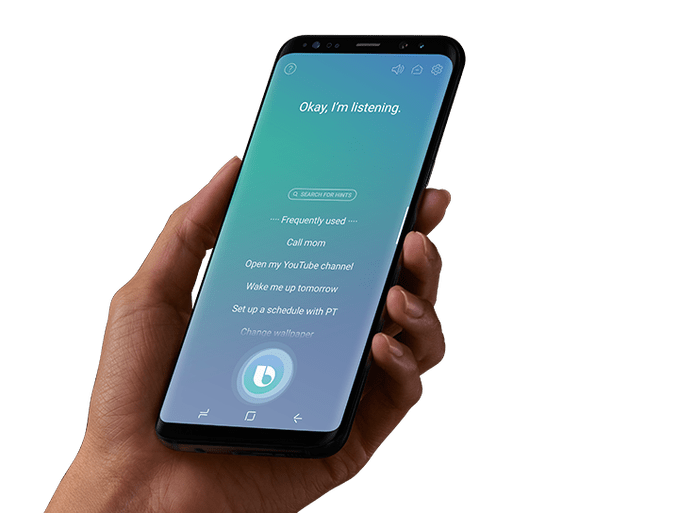 Okay, I'm listening.
SEARCH FOR HINTS
Frequently used
Call mom
Open my YouTube channel
Wake me up tomorrow
Set up a schedule with PT
Change wallpaper